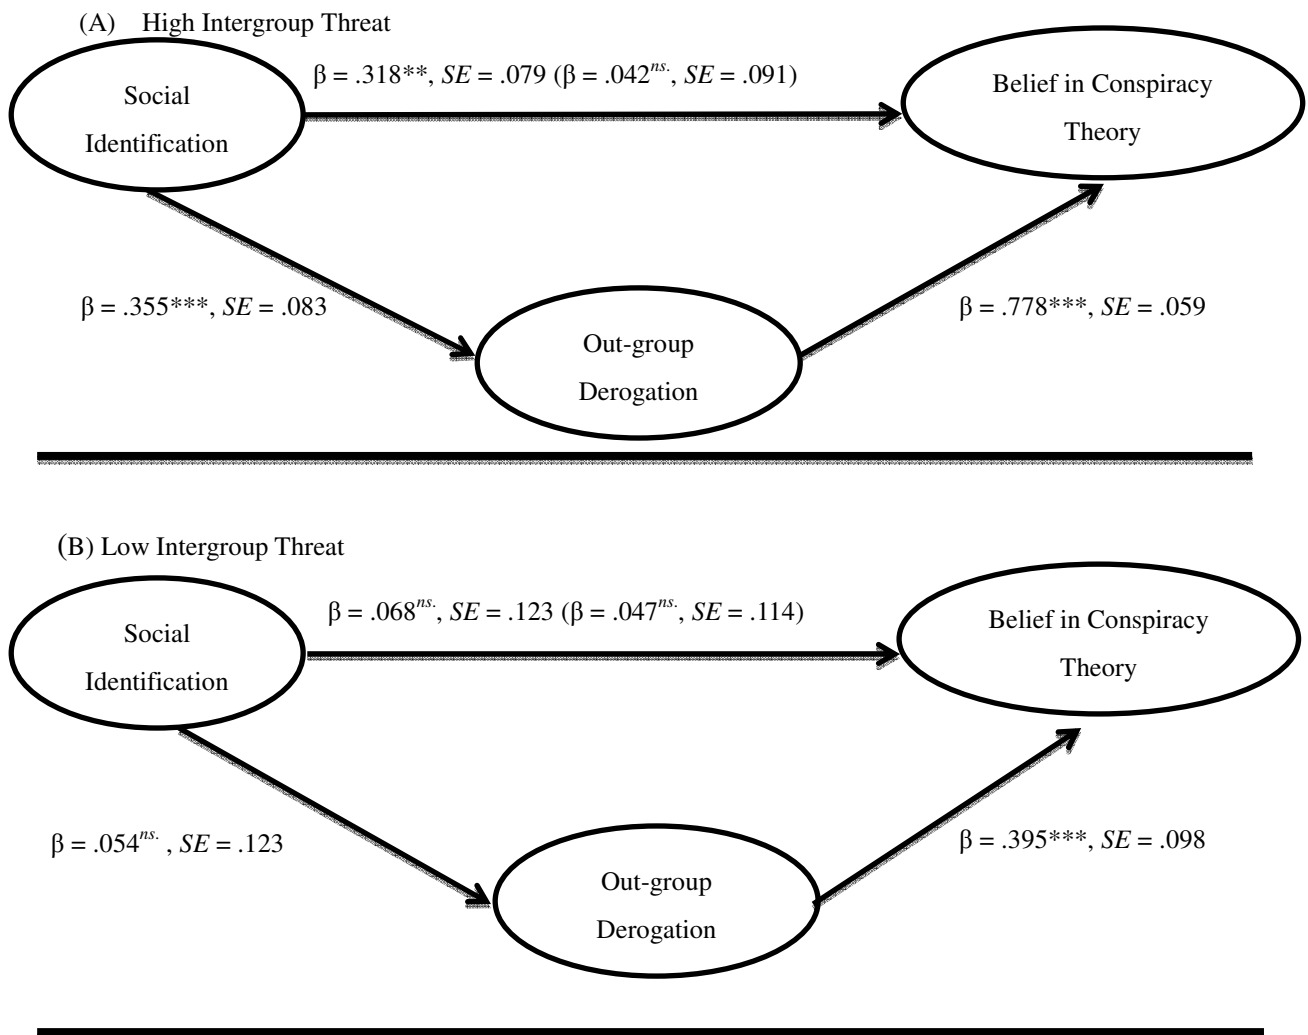 (A) High Intergroup Threat
β = .318**, SE = .079 (β = .042ns., SE = .091)
Social
Identification
Belief in Conspiracy
Theory
β = .355***, SE = .083
β = .778***, SE = .059
Out-group
Derogation
(B) Low Intergroup Threat
β = .068ns., SE = .123 (β = .047ns., SE = .114)
Social
Identification
Belief in Conspiracy
Theory
β = .054ns. , SE = .123
β = .395***, SE = .098
Out-group
Derogation